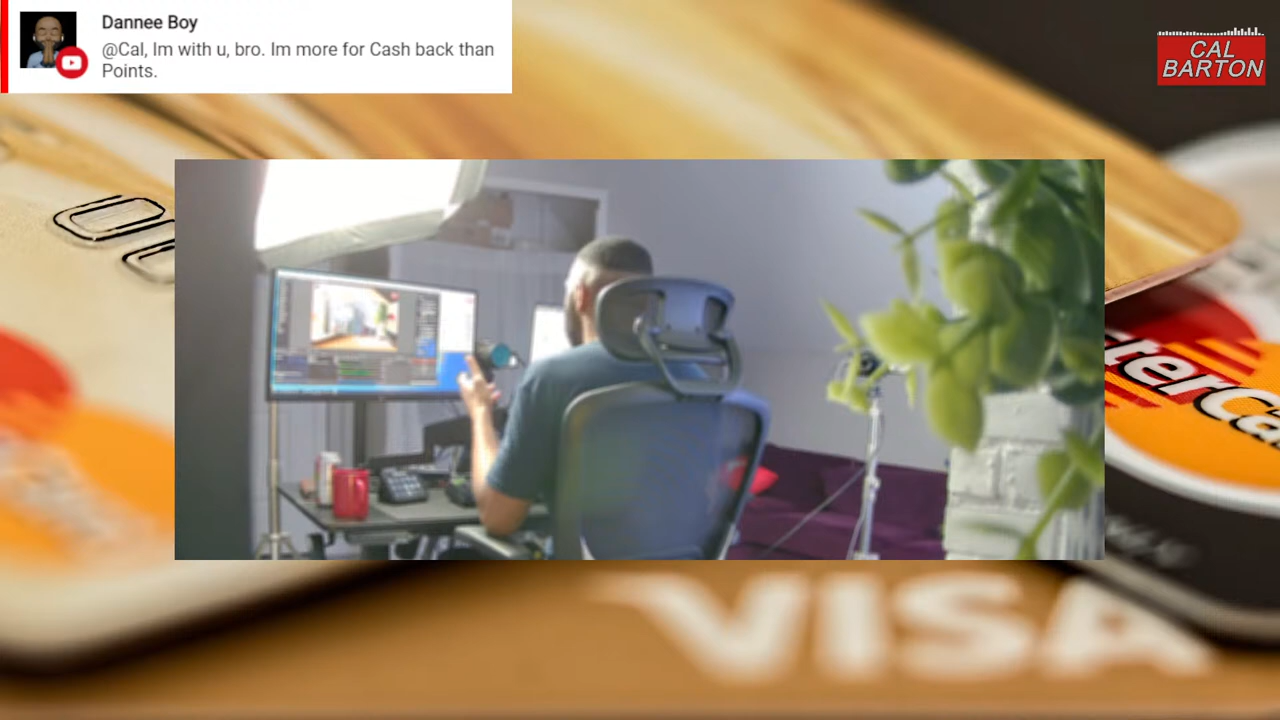 Dannee Boy
@Cal, Im with u, bro. Im more for Cash back than
Points.
CAL
BARTON
VISA